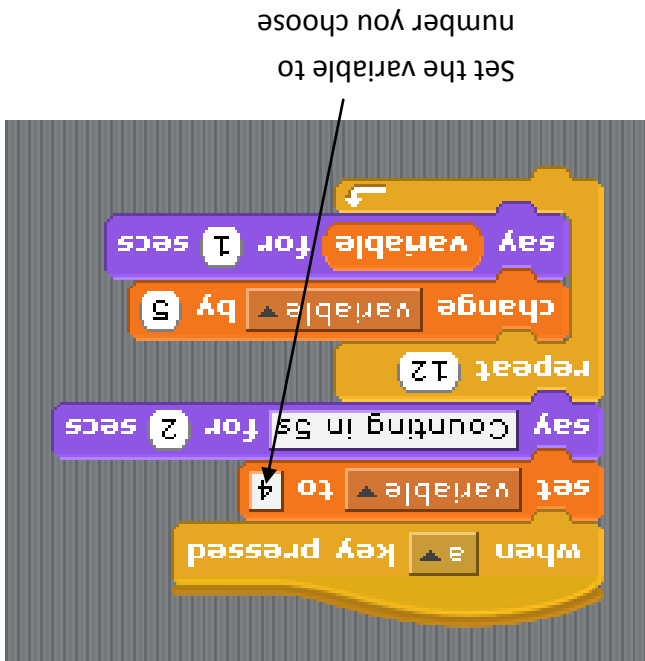 when a key pressed
set variable to 4
say Counting in 5s for 2 secs
repeat 12
change variable by 5
say variable for 1 secs
Set the variable to
number you choose